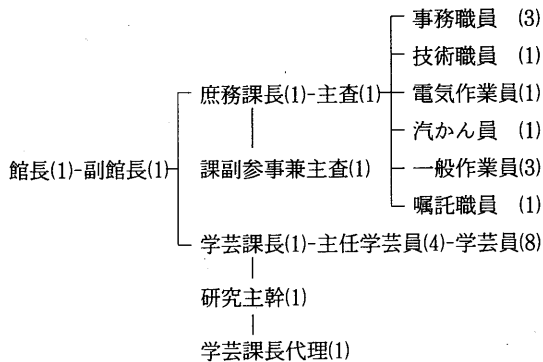 事務職員 (3)
技術職員 (1)
庶務課長(1)-主査(1) 電気作業員(1)
汽かん員 (1)
館長(1)-副館長(1) 課副参事兼主査(1) 一般作業員(3)
嘱託職員 (1)
学芸課長(1)-主任学芸員(4)-学芸員(8)
研究主幹(1)
学芸課長代理(1)